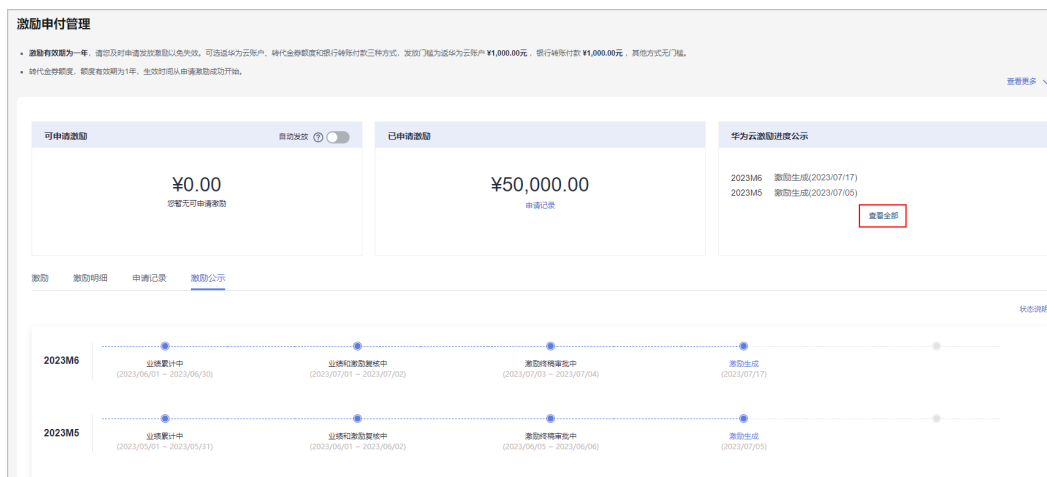 激励申付管理
• 激励有效期为一年，请您及时申请发放激励以免失效。可选返华为云账户、转代金券额度和银行转账付款三种方式，发放门槛为返华为云账户 ¥1,000.00元，银行转账付款 ¥1,000.00元，其他方式无门槛。
• 转代金券额度，额度有效期为1年，生效时间从申请激励成功开始。
查看更多
可申请激励 自动发放 ?
已申请激励
华为云激励进度公示
¥0.00
您暂无可申请激励
¥50,000.00
申请记录
2023M6 激励生成(2023/07/17)
2023M5 激励生成(2023/07/05)
查看全部
激励 激励明细 申请记录 激励公示
状态说明
2023M6
业绩累计中 业绩和激励复核中 激励终稿审批中 激励生成
(2023/06/01 ~ 2023/06/30) (2023/07/01 ~ 2023/07/02) (2023/07/03 ~ 2023/07/04) (2023/07/17)
2023M5
业绩累计中 业绩和激励复核中 激励终稿审批中 激励生成
(2023/05/01 ~ 2023/05/31) (2023/06/01 ~ 2023/06/02) (2023/06/05 ~ 2023/06/06) (2023/07/05)